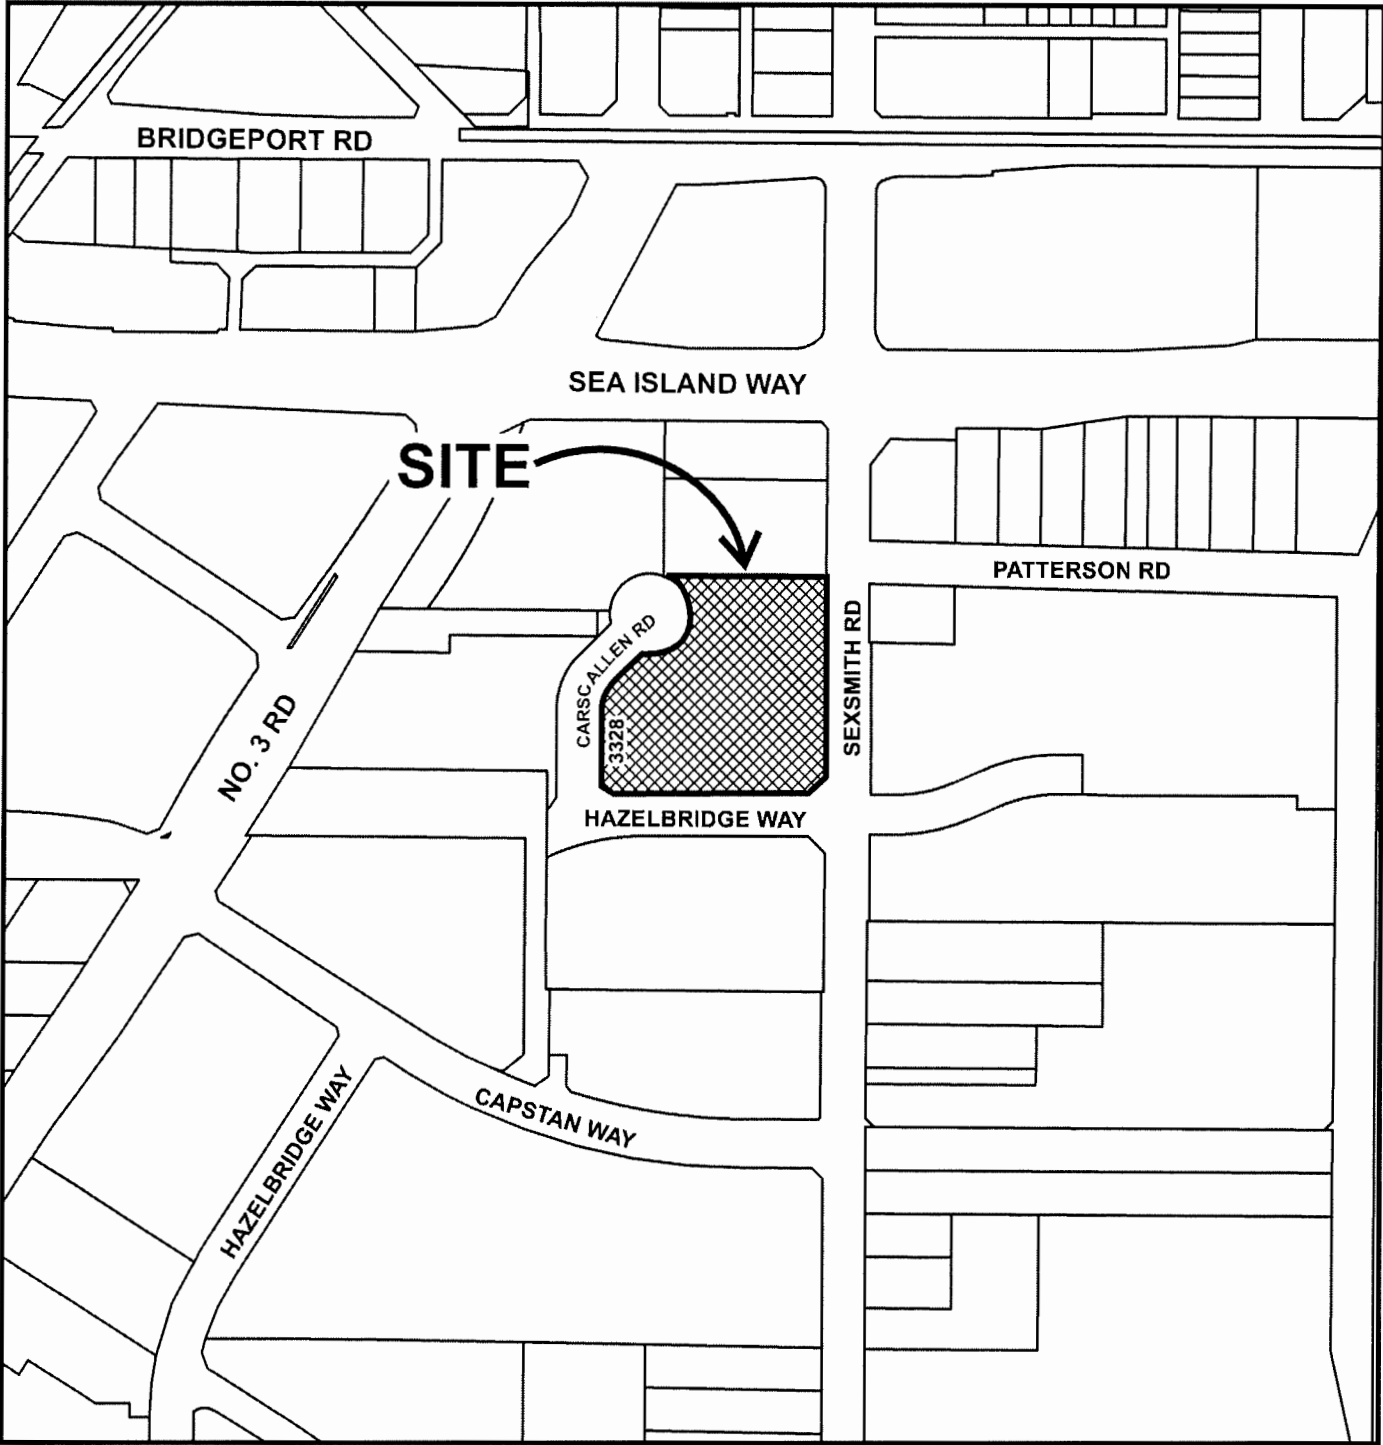 BRIDGEPORT RD
SEA ISLAND WAY
SITE
PATTERSON RD
CARSCALLEN RD
SEXSMITH RD
3328
NO. 3 RD
HAZELBRIDGE WAY
CAPSTAN WAY
HAZELBRIDGE WAY